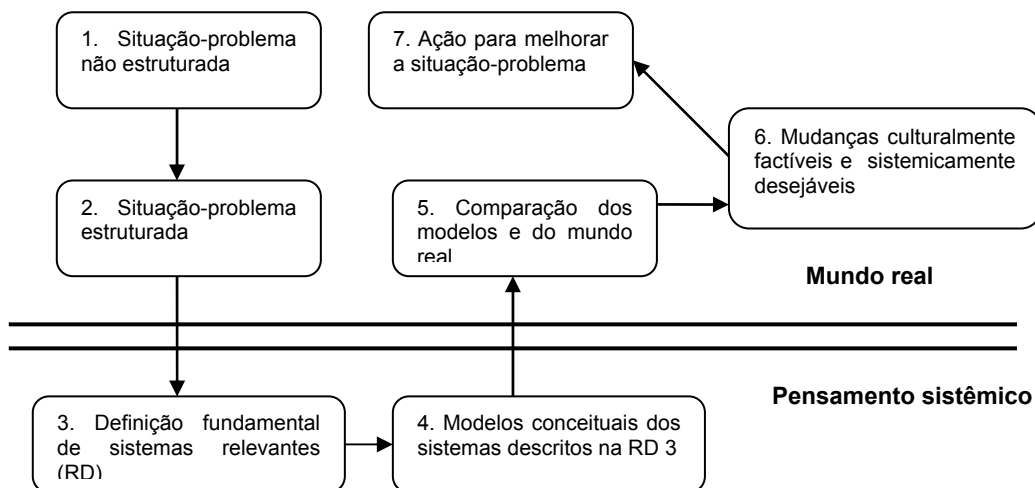 1. Situação-problema
não estruturada
2. Situação-problema
estruturada
3. Definição fundamental
de sistemas relevantes
(RD)
4. Modelos conceituais dos
sistemas descritos na RD 3
5. Comparação dos
modelos e do mundo
real
6. Mudanças culturalmente
factíveis e sistemicamente
desejáveis
7. Ação para melhorar
a situação-problema
Mundo real
Pensamento sistêmico